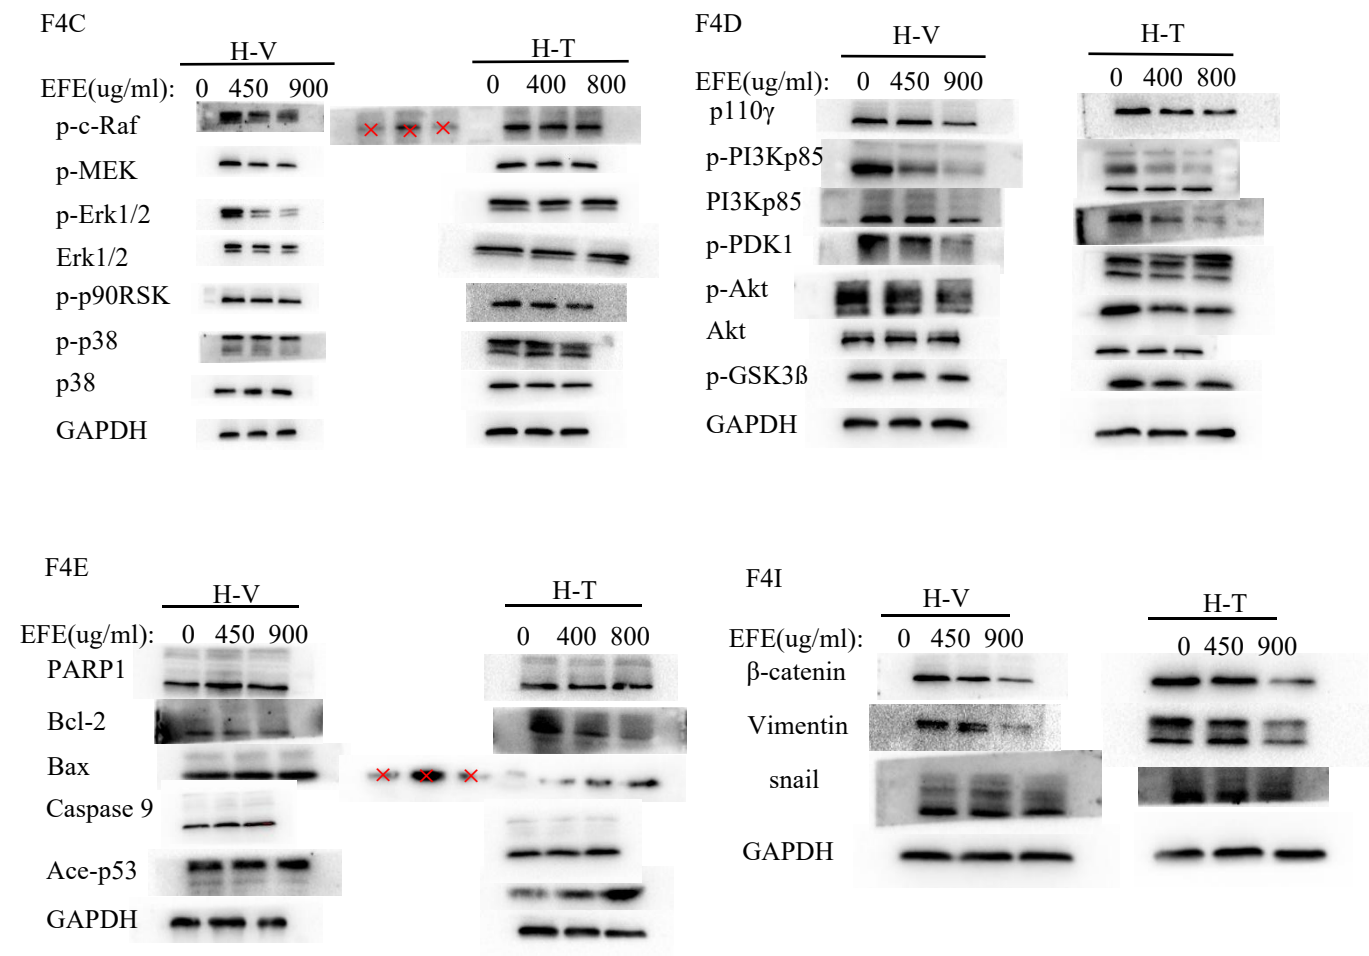 F4C
H-V
H-T
EFE(ug/ml): 0 450 900
0 400 800
p-c-Raf
p-MEK
p-Erk1/2
Erk1/2
p-p90RSK
p-p38
p38
GAPDH
F4D
H-V
H-T
EFE(ug/ml): 0 450 900
0 400 800
p110γ
p-PI3Kp85
PI3Kp85
p-PDK1
p-Akt
Akt
p-GSK3ß
GAPDH
F4E
H-V
H-T
EFE(ug/ml): 0 450 900
0 400 800
PARP1
Bcl-2
Bax
Caspase 9
Ace-p53
GAPDH
F4I
H-V
H-T
EFE(ug/ml): 0 450 900
0 450 900
β-catenin
Vimentin
snail
GAPDH